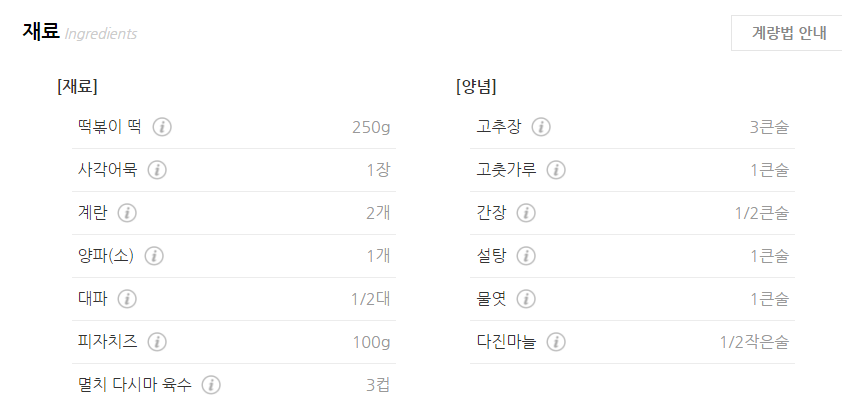 재료 Ingredients
계량법 안내
[재료]
떡볶이 떡 250g
사각어묵 1장
계란 2개
양파(소) 1개
대파 1/2대
피자치즈 100g
멸치 다시마 육수 3컵
[양념]
고추장 3큰술
고춧가루 1큰술
간장 1/2큰술
설탕 1큰술
물엿 1큰술
다진마늘 1/2작은술